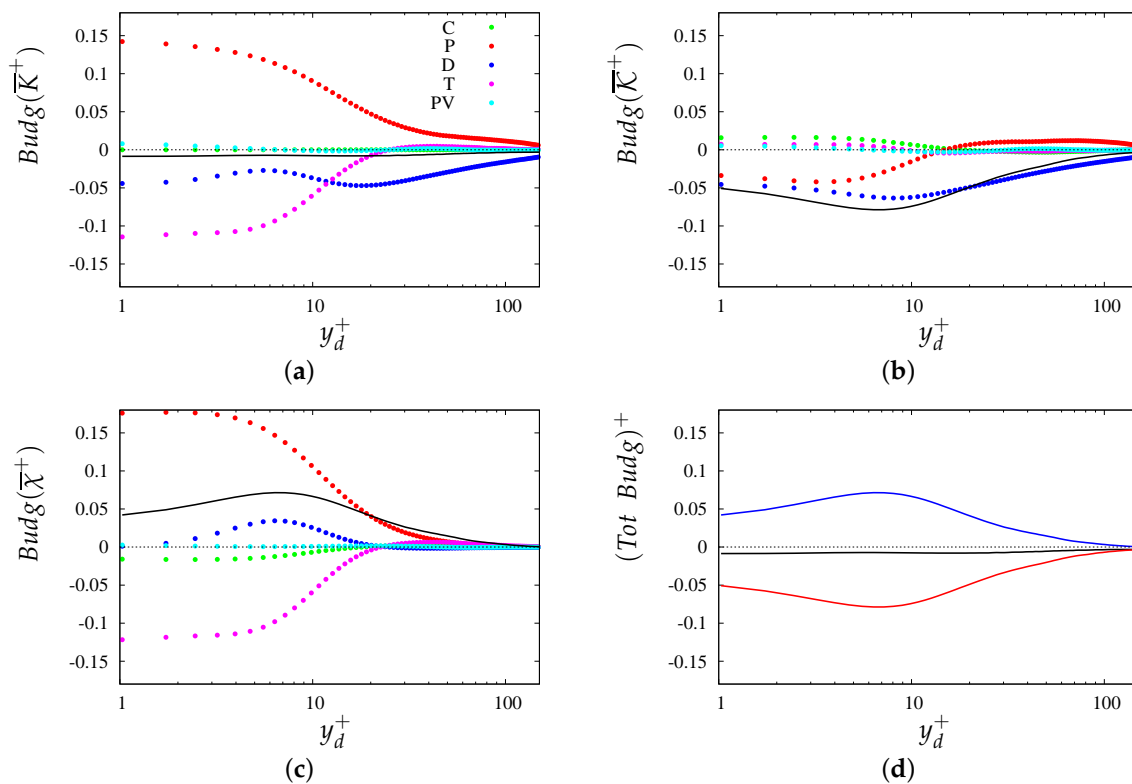 C
P
D
T
PV
0.15
0.1
0.05
0
-0.05
-0.1
-0.15
Budg(K̅⁺)
1 10 100
y_d⁺
(a)
0.15
0.1
0.05
0
-0.05
-0.1
-0.15
Budg(𝒦̅⁺)
1 10 100
y_d⁺
(b)
0.15
0.1
0.05
0
-0.05
-0.1
-0.15
Budg(χ̅⁺)
1 10 100
y_d⁺
(c)
0.15
0.1
0.05
0
-0.05
-0.1
-0.15
(Tot Budg)⁺
1 10 100
y_d⁺
(d)